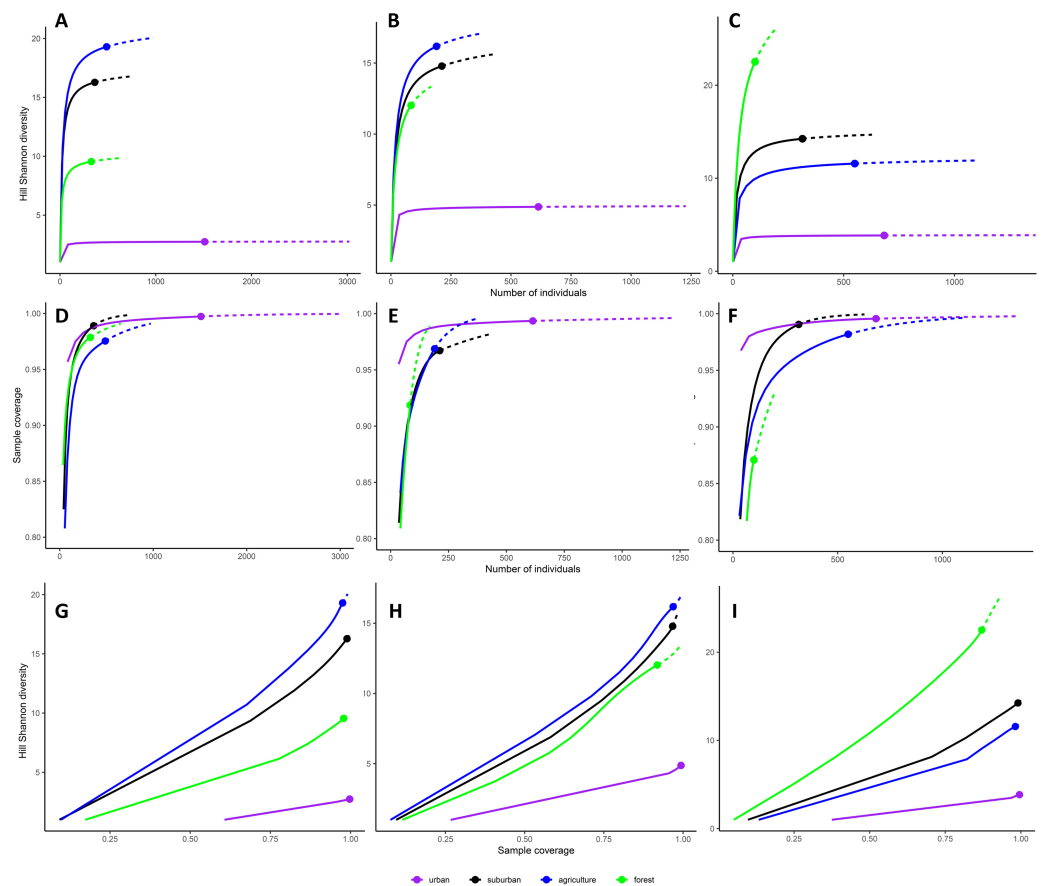 A B C
20
15
10
5
0 1000 2000 3000
15
10
5
0 250 500 750 1000 1250
20
10
0
0 500 1000
Hill Shannon diversity
Number of individuals
D E F
1.00
0.95
0.90
0.85
0.80
0 1000 2000 3000
1.00
0.95
0.90
0.85
0.80
0 250 500 750 1000 1250
1.00
0.95
0.90
0.85
0.80
0 500 1000
Sample coverage
Number of individuals
G H I
20
15
10
5
0.25 0.50 0.75 1.00
15
10
5
0.25 0.50 0.75 1.00
20
10
0
0.25 0.50 0.75 1.00
Hill Shannon diversity
Sample coverage
urban suburban agriculture forest